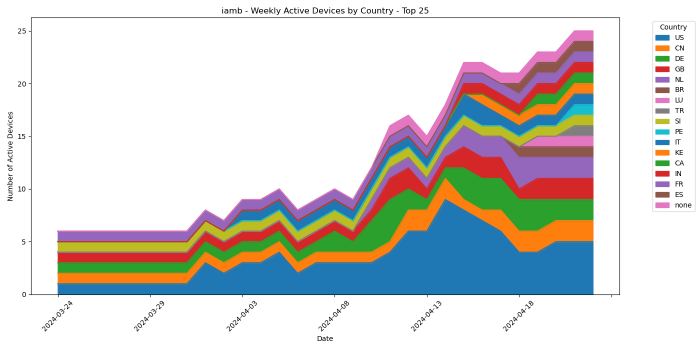 iamb - Weekly Active Devices by Country - Top 25
Number of Active Devices
25
20
15
10
5
0
2024-03-24
2024-03-29
2024-04-03
2024-04-08
2024-04-13
2024-04-18
Date
Country
US
CN
DE
GB
NL
BR
LU
TR
SI
PE
IT
KE
CA
IN
FR
ES
none